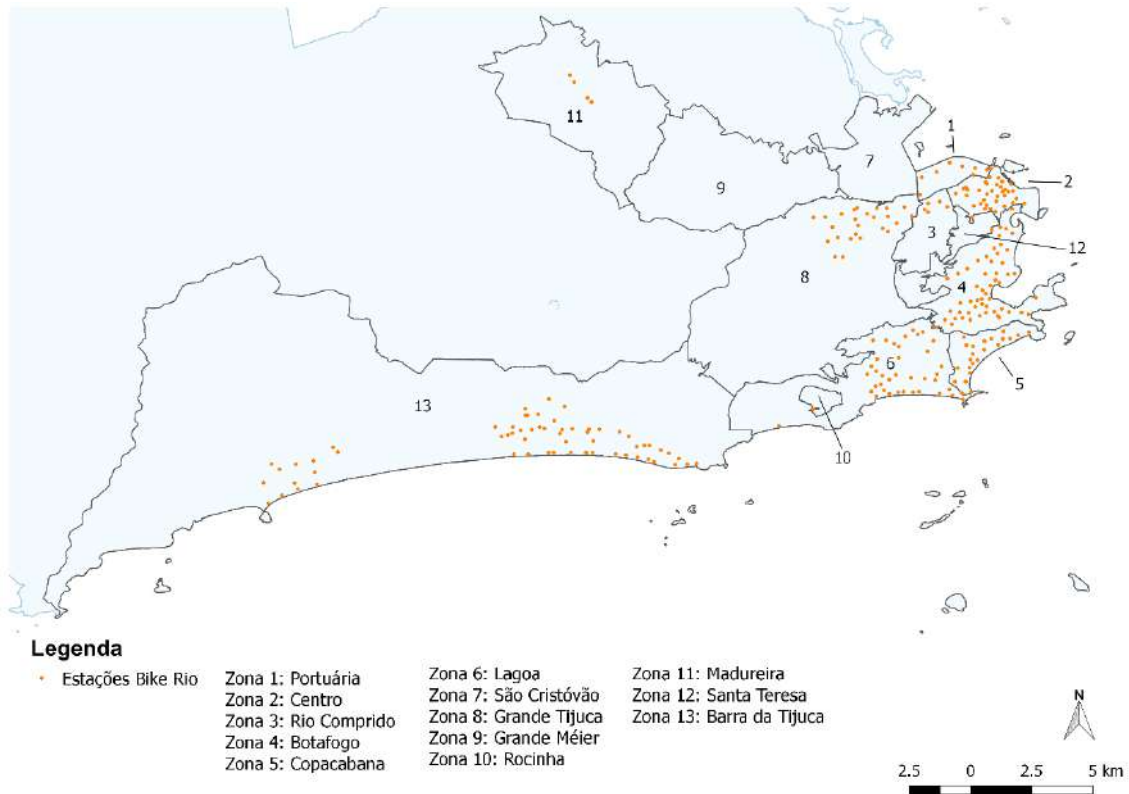 11
1
7
2
9
3
12
8
4
6
5
13
10
Legenda
Estações Bike Rio
Zona 1: Portuária
Zona 2: Centro
Zona 3: Rio Comprido
Zona 4: Botafogo
Zona 5: Copacabana
Zona 6: Lagoa
Zona 7: São Cristóvão
Zona 8: Grande Tijuca
Zona 9: Grande Méier
Zona 10: Rocinha
Zona 11: Madureira
Zona 12: Santa Teresa
Zona 13: Barra da Tijuca
N
2.5 0 2.5 5 km